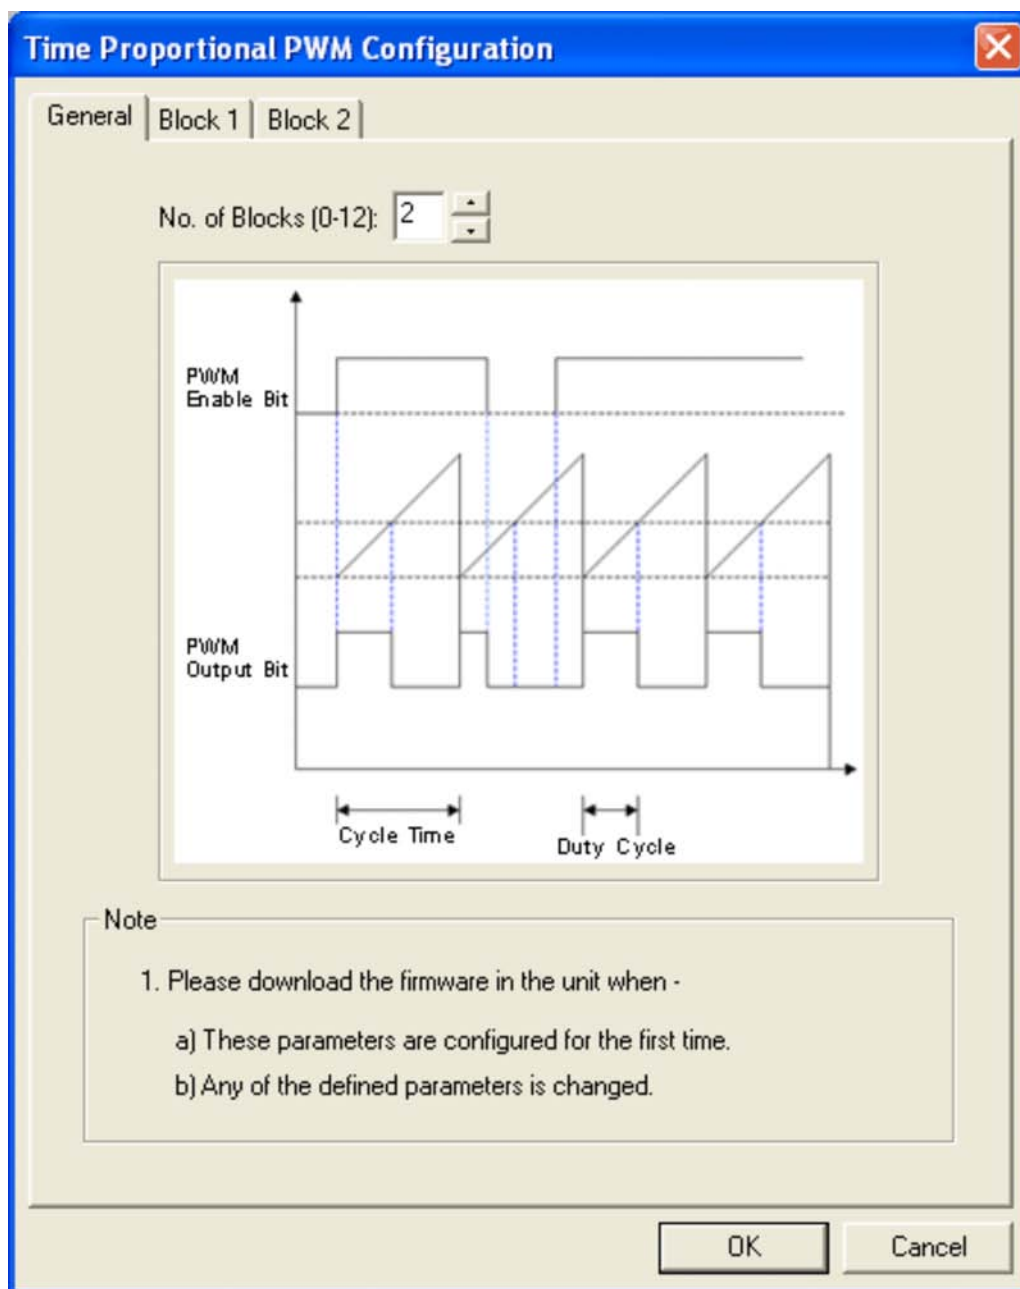 Time Proportional PWM Configuration
General
Block 1
Block 2
No. of Blocks (0-12):
2
PWM
Enable Bit
PWM
Output Bit
Cycle Time
Duty Cycle
Note
1. Please download the firmware in the unit when -
a) These parameters are configured for the first time.
b) Any of the defined parameters is changed.
OK
Cancel